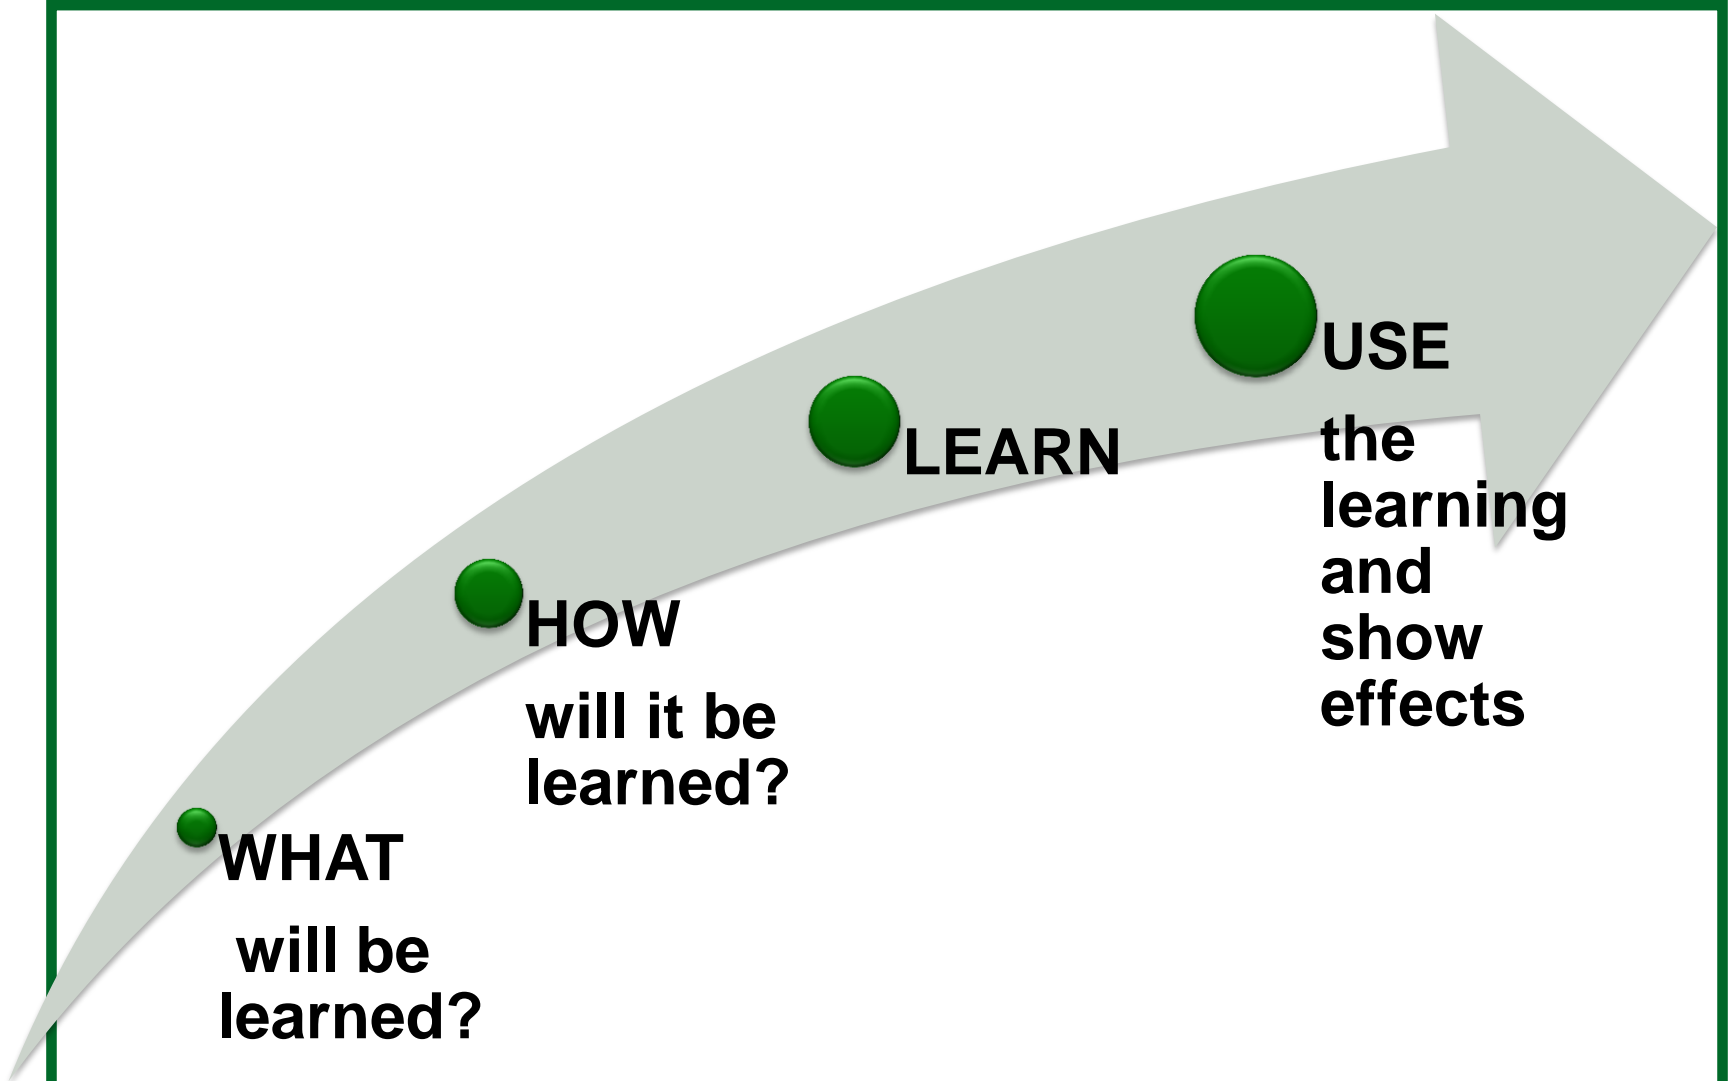 WHAT
will be
learned?
HOW
will it be
learned?
LEARN
USE
the
learning
and
show
effects